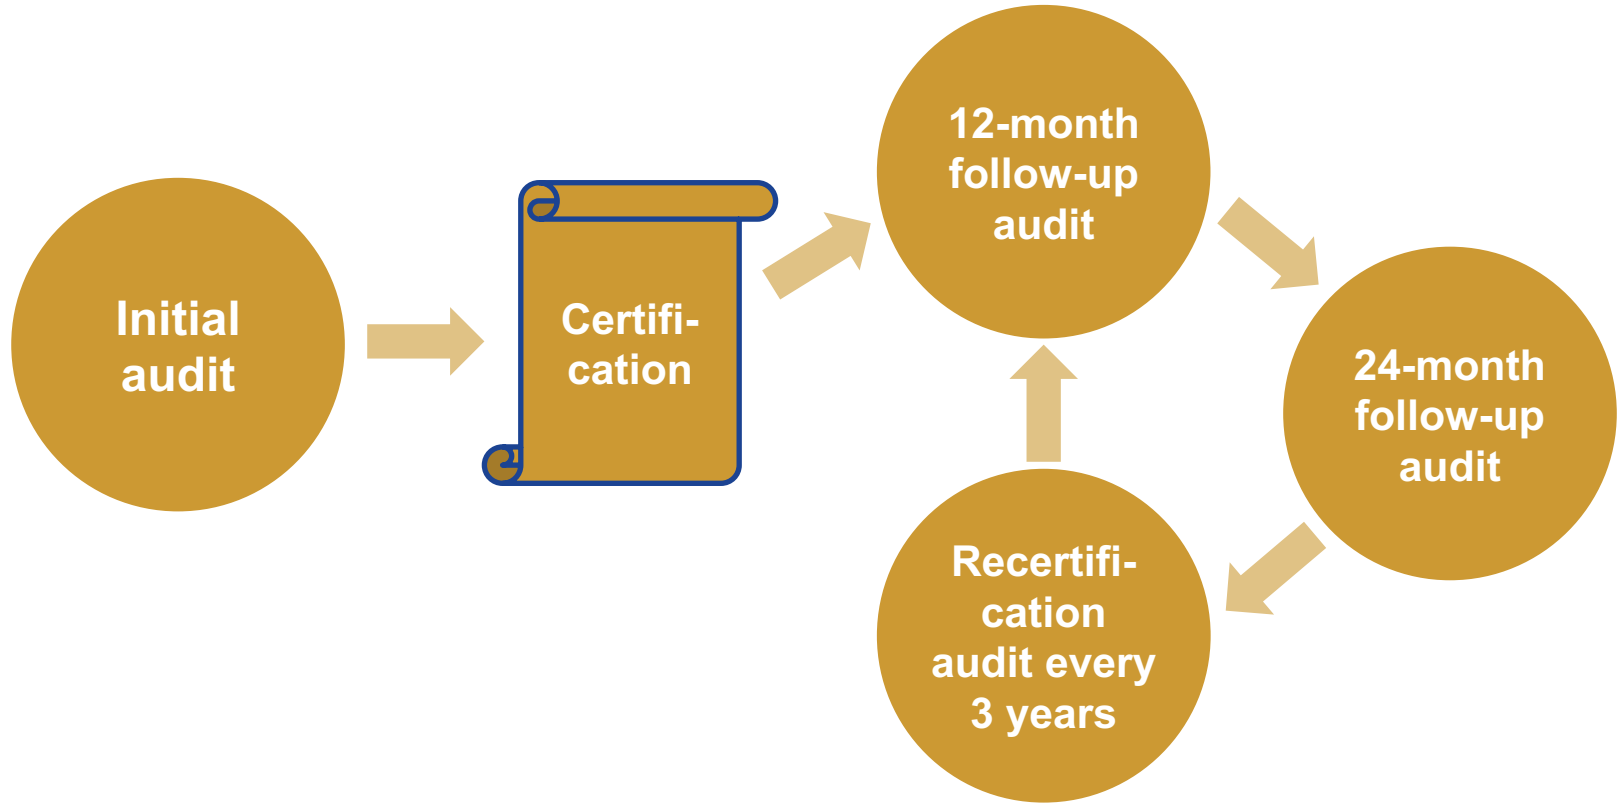 Initial
audit
Certifi-
cation
12-month
follow-up
audit
24-month
follow-up
audit
Recertifi-
cation
audit every
3 years